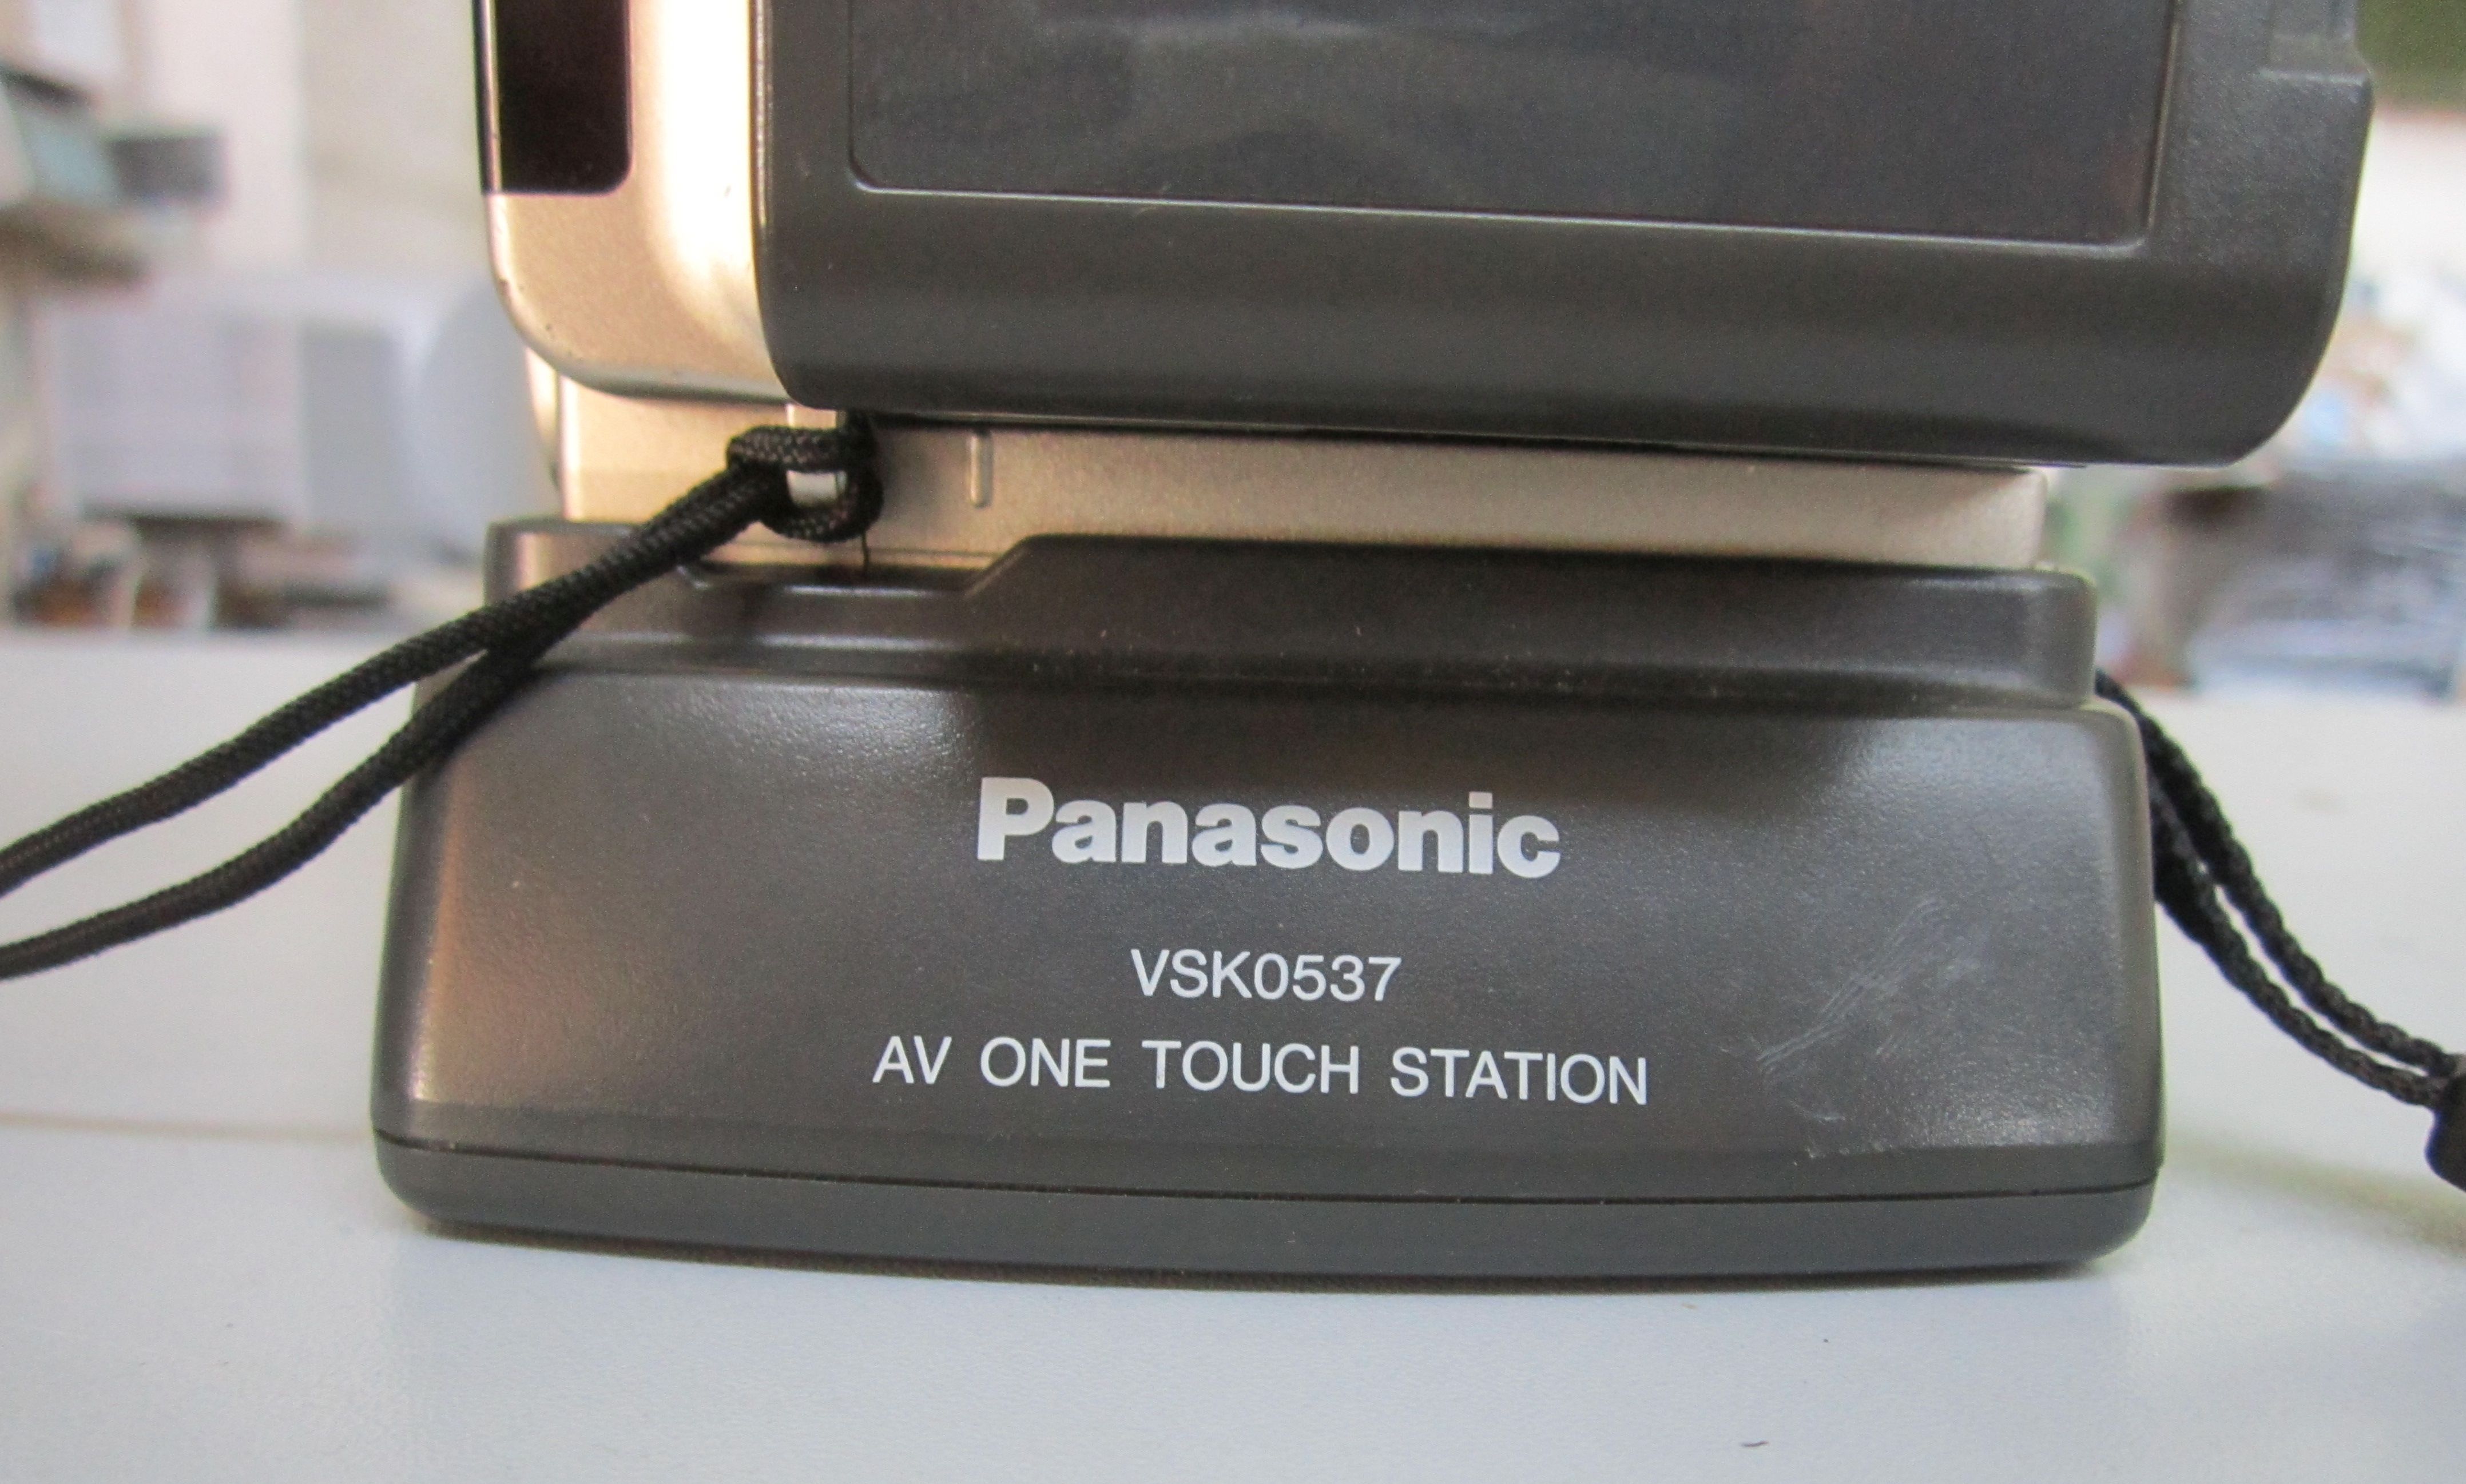 Panasonic
VSK0537
AV ONE TOUCH STATION